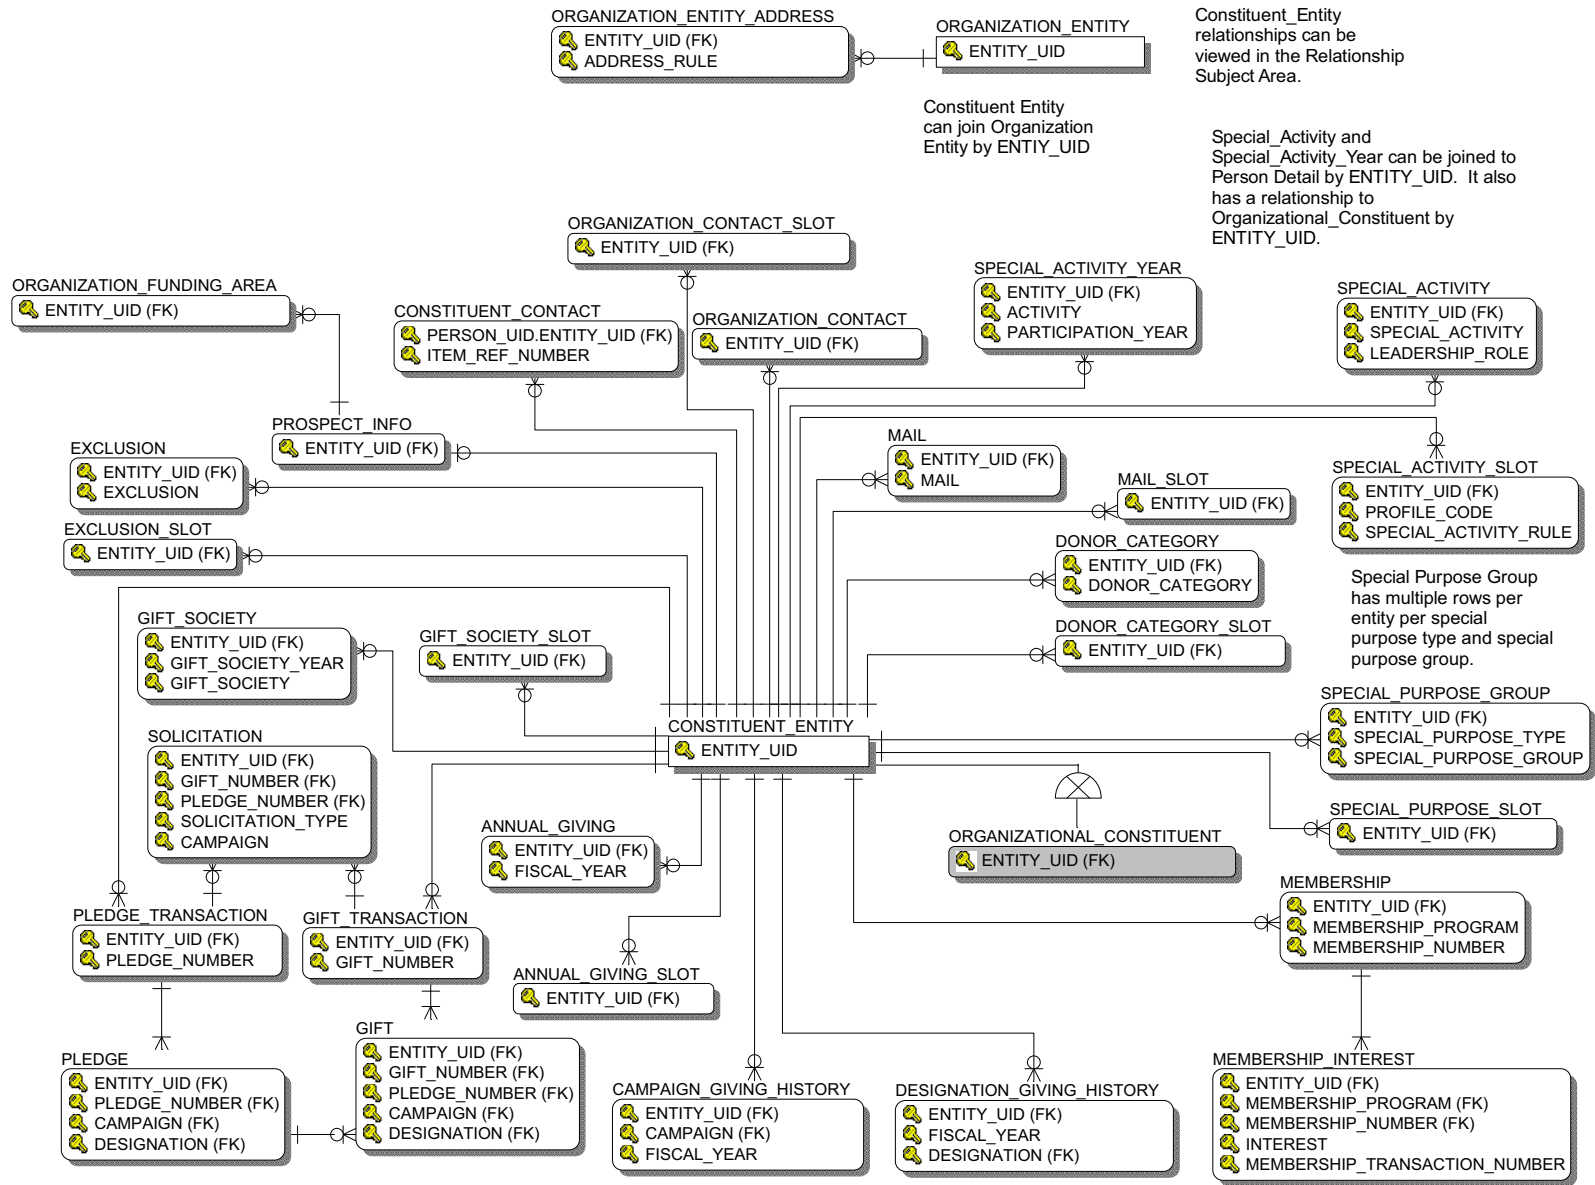 ORGANIZATION_ENTITY_ADDRESS
ENTITY_UID (FK)
ADDRESS_RULE
ORGANIZATION_ENTITY
ENTITY_UID
Constituent_Entity
relationships can be
viewed in the Relationship
Subject Area.
Constituent Entity
can join Organization
Entity by ENTIY_UID
Special_Activity and
Special_Activity_Year can be joined to
Person Detail by ENTITY_UID.  It also
has a relationship to
Organizational_Constituent by
ENTITY_UID.
ORGANIZATION_CONTACT_SLOT
ENTITY_UID (FK)
ORGANIZATION_FUNDING_AREA
ENTITY_UID (FK)
CONSTITUENT_CONTACT
PERSON_UID.ENTITY_UID (FK)
ITEM_REF_NUMBER
ORGANIZATION_CONTACT
ENTITY_UID (FK)
SPECIAL_ACTIVITY_YEAR
ENTITY_UID (FK)
ACTIVITY
PARTICIPATION_YEAR
SPECIAL_ACTIVITY
ENTITY_UID (FK)
SPECIAL_ACTIVITY
LEADERSHIP_ROLE
PROSPECT_INFO
ENTITY_UID (FK)
EXCLUSION
ENTITY_UID (FK)
EXCLUSION
EXCLUSION_SLOT
ENTITY_UID (FK)
MAIL
ENTITY_UID (FK)
MAIL
MAIL_SLOT
ENTITY_UID (FK)
SPECIAL_ACTIVITY_SLOT
ENTITY_UID (FK)
PROFILE_CODE
SPECIAL_ACTIVITY_RULE
DONOR_CATEGORY
ENTITY_UID (FK)
DONOR_CATEGORY
DONOR_CATEGORY_SLOT
ENTITY_UID (FK)
Special Purpose Group
has multiple rows per
entity per special
purpose type and special
purpose group.
GIFT_SOCIETY
ENTITY_UID (FK)
GIFT_SOCIETY_YEAR
GIFT_SOCIETY
GIFT_SOCIETY_SLOT
ENTITY_UID (FK)
CONSTITUENT_ENTITY
ENTITY_UID
SPECIAL_PURPOSE_GROUP
ENTITY_UID (FK)
SPECIAL_PURPOSE_TYPE
SPECIAL_PURPOSE_GROUP
SOLICITATION
ENTITY_UID (FK)
GIFT_NUMBER (FK)
PLEDGE_NUMBER (FK)
SOLICITATION_TYPE
CAMPAIGN
SPECIAL_PURPOSE_SLOT
ENTITY_UID (FK)
ANNUAL_GIVING
ENTITY_UID (FK)
FISCAL_YEAR
ORGANIZATIONAL_CONSTITUENT
ENTITY_UID (FK)
MEMBERSHIP
ENTITY_UID (FK)
MEMBERSHIP_PROGRAM
MEMBERSHIP_NUMBER
PLEDGE_TRANSACTION
ENTITY_UID (FK)
PLEDGE_NUMBER
GIFT_TRANSACTION
ENTITY_UID (FK)
GIFT_NUMBER
ANNUAL_GIVING_SLOT
ENTITY_UID (FK)
PLEDGE
ENTITY_UID (FK)
PLEDGE_NUMBER (FK)
CAMPAIGN (FK)
DESIGNATION (FK)
GIFT
ENTITY_UID (FK)
GIFT_NUMBER (FK)
PLEDGE_NUMBER (FK)
CAMPAIGN (FK)
DESIGNATION (FK)
CAMPAIGN_GIVING_HISTORY
ENTITY_UID (FK)
CAMPAIGN (FK)
FISCAL_YEAR
DESIGNATION_GIVING_HISTORY
ENTITY_UID (FK)
FISCAL_YEAR
DESIGNATION (FK)
MEMBERSHIP_INTEREST
ENTITY_UID (FK)
MEMBERSHIP_PROGRAM (FK)
MEMBERSHIP_NUMBER (FK)
INTEREST
MEMBERSHIP_TRANSACTION_NUMBER